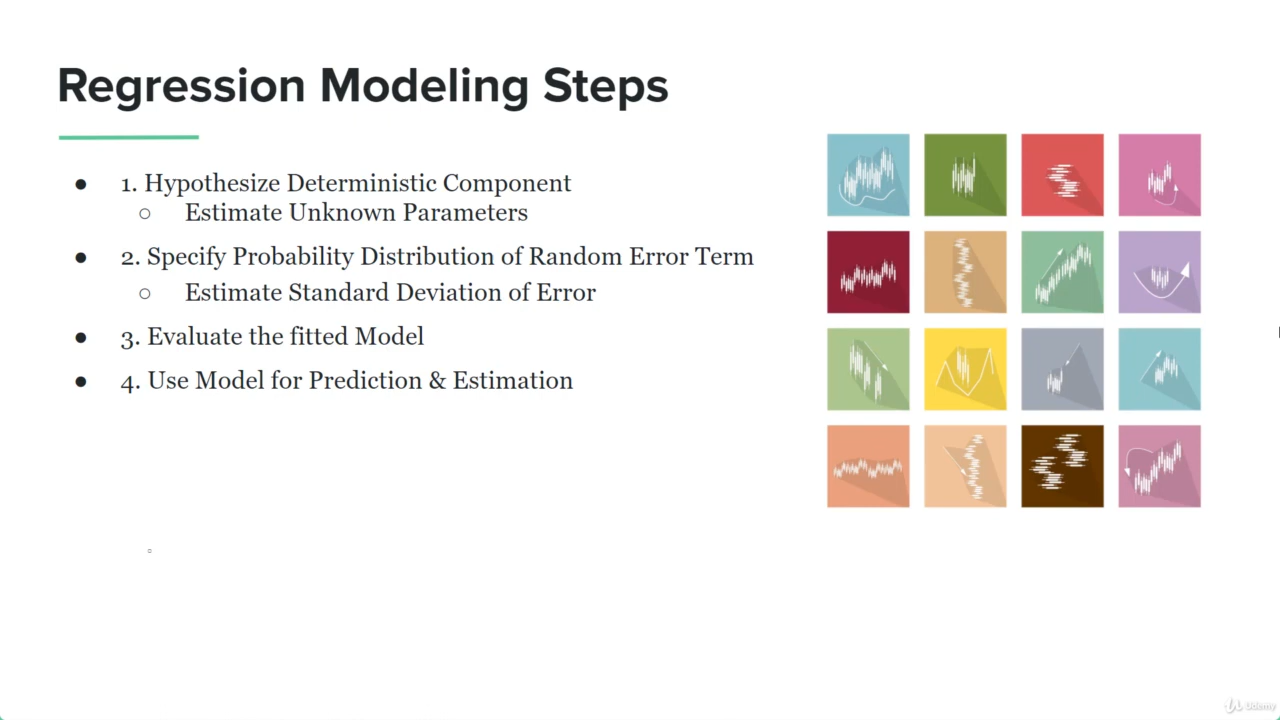 Regression Modeling Steps
● 1. Hypothesize Deterministic Component
○ Estimate Unknown Parameters
● 2. Specify Probability Distribution of Random Error Term
○ Estimate Standard Deviation of Error
● 3. Evaluate the fitted Model
● 4. Use Model for Prediction & Estimation
○
Udemy